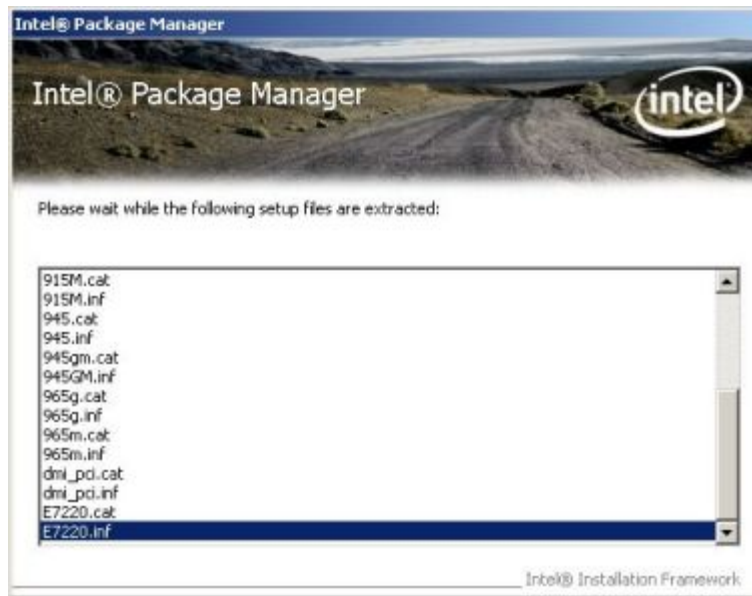 Intel® Package Manager
Intel® Package Manager
intel
Please wait while the following setup files are extracted:
915M.cat
915M.inf
945.cat
945.inf
945gm.cat
945GM.inf
965g.cat
965g.inf
965m.cat
965m.inf
dmi_pci.cat
dmi_pci.inf
E7220.cat
E7220.inf
Intel® Installation Framework